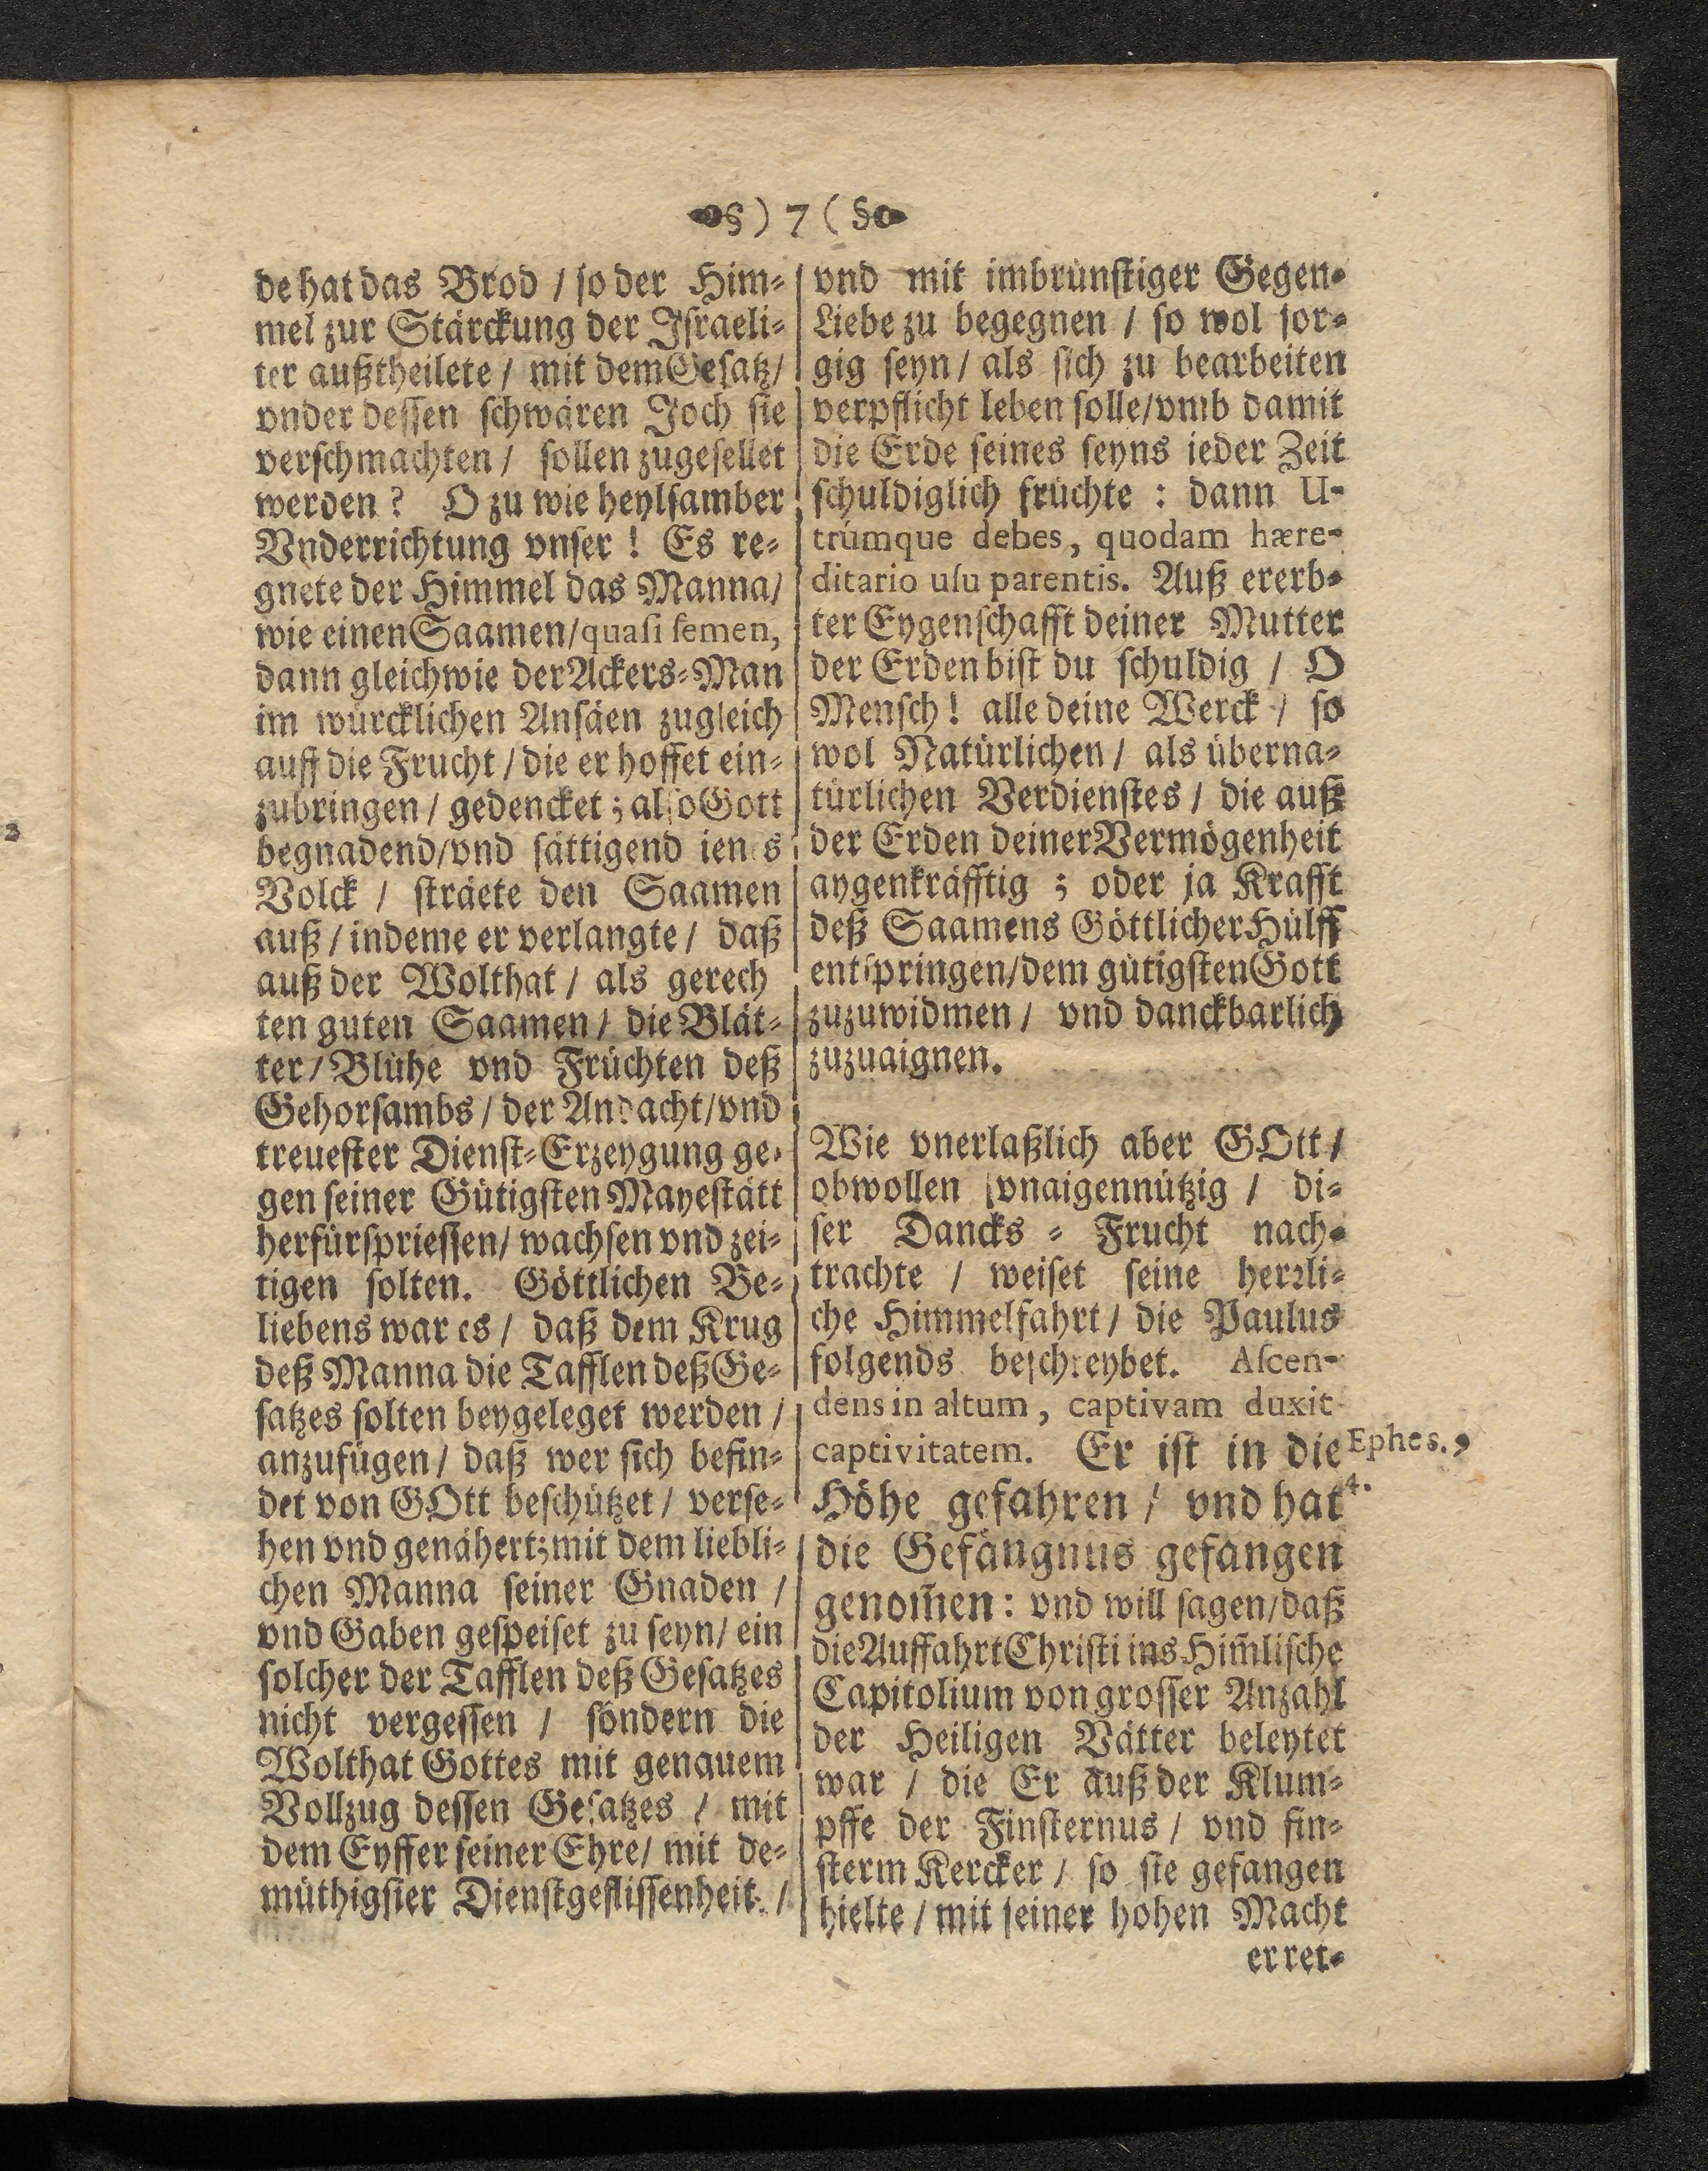 §) 7 (§
de hat das Brod / so der Him-
mel zur Stärckung der Israeli-
ter außtheilete / mit dem Gesatz/
vnder dessen schwären Joch sie
verschmachten / sollen zugesellet
werden? O zu wie heylsamber
Vnderrichtung vnser! Es re-
gnete der Himmel das Manna/
wie einen Saamen/quasi semen,
dann gleichwie der Ackers-Man
im würcklichen Ansäen zugleich
auff die Frucht / die er hoffet ein-
zubringen / gedencket; also Gott
begnadend/vnd sättigend ienes
Volck / sträete den Saamen
auß / indeme er verlangte / daß
auß der Wolthat / als gerech
ten guten Saamen / die Blät-
ter / Blühe vnd Früchten deß
Gehorsambs / der Andacht/vnd
treuester Dienst-Erzeygung ge-
gen seiner Gütigsten Mayestätt
herfürspriessen/ wachsen vnd zei-
tigen solten. Göttlichen Be-
liebens war es / daß dem Krug
deß Manna die Tafflen deß Ge-
satzes solten beygeleget werden /
anzufügen / daß wer sich befin-
det von GOtt beschützet / verse-
hen vnd genähert; mit dem liebli-
chen Manna seiner Gnaden /
vnd Gaben gespeiset zu seyn/ ein
solcher der Tafflen deß Gesatzes
nicht vergessen / söndern die
Wolthat Gottes mit genauem
Vollzug dessen Gesatzes / mit
dem Eyffer seiner Ehre/ mit de-
müthigster Dienstgeflissenheit /
vnd mit imbrünstiger Gegen-
Liebe zu begegnen / so wol sor-
gig seyn / als sich zu bearbeiten
verpflicht leben solle/vmb damit
die Erde seines seyns ieder Zeit
schuldiglich früchte : dann U-
trúmque debes, quodam hære-
ditario usu parentis. Auß ererb-
ter Eygenschafft deiner Mutter
der Erden bist du schuldig / O
Mensch! alle deine Werck / so
wol Natürlichen / als überna-
türlichen Verdienstes / die auß
der Erden deiner Vermögenheit
aygenkräfftig ; oder ja Krafft
deß Saamens Göttlicher Hülff
entspringen/dem gütigsten Gott
zuzuwidmen / vnd danckbarlich
zuzuaignen.
Wie vnerlaßlich aber GOtt /
obwollen vnaigennützig / di-
ser Dancks - Frucht nach-
trachte / weiset seine herrli-
che Himmelfahrt / die Paulus
folgends beschreybet. Ascen-
dens in altum, captivam duxit
captivitatem. Er ist in die
Höhe gefahren / vnd hat
die Gefängnus gefangen
genom̃en: vnd will sagen/daß
die Auffahrt Christi ins Him̃lische
Capitolium von grosser Anzahl
der Heiligen Vätter beleytet
war / die Er auß der Klum-
pffe der Finsternus / vnd fin-
sterm Kercker / so sie gefangen
hielte / mit seiner hohen Macht
erret-
Ephes.
4.